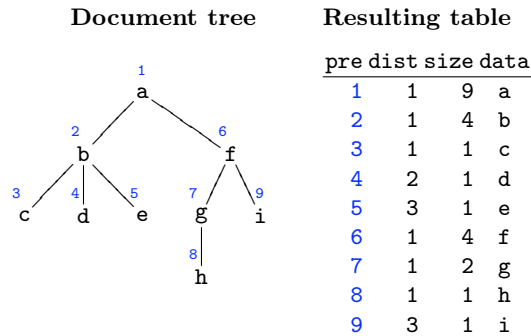 Document tree
Resulting table
1
a
2
b
6
f
3
c
4
d
5
e
7
g
9
i
8
h
pre dist size data
1 1 9 a
2 1 4 b
3 1 1 c
4 2 1 d
5 3 1 e
6 1 4 f
7 1 2 g
8 1 1 h
9 3 1 i